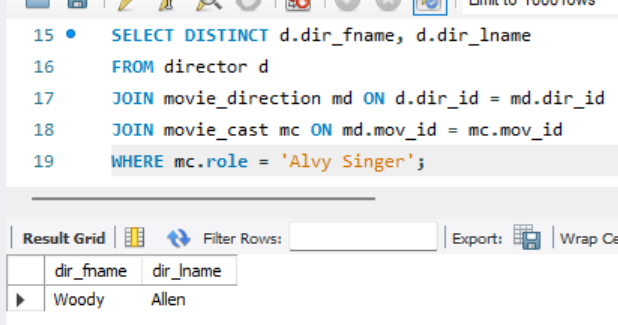 Limit to 1000 rows
15 SELECT DISTINCT d.dir_fname, d.dir_lname
16 FROM director d
17 JOIN movie_direction md ON d.dir_id = md.dir_id
18 JOIN movie_cast mc ON md.mov_id = mc.mov_id
19 WHERE mc.role = 'Alvy Singer';
Result Grid Filter Rows: Export: Wrap Ce
dir_fname dir_lname
Woody Allen